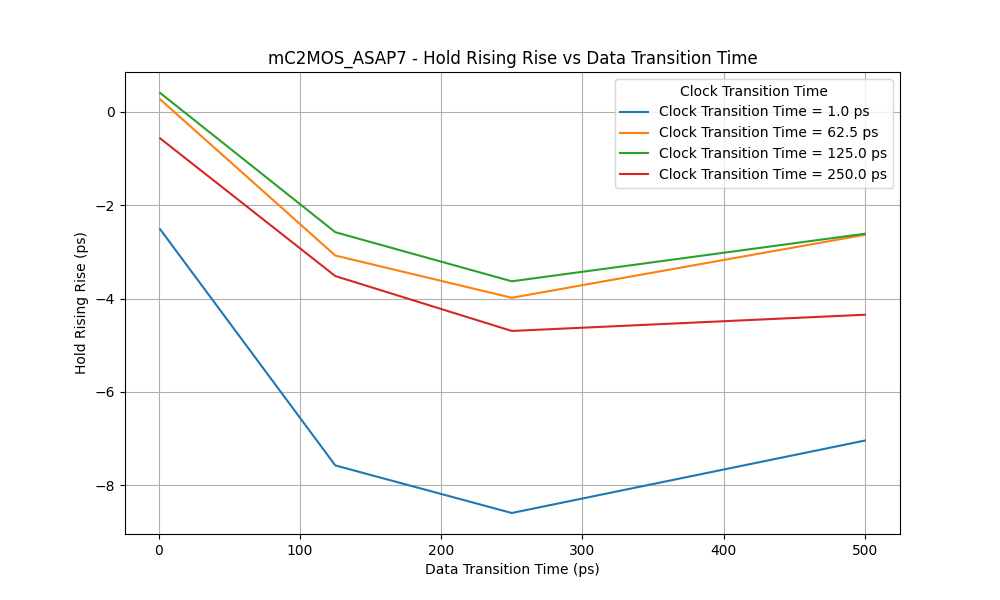 mC2MOS_ASAP7 - Hold Rising Rise vs Data Transition Time
Clock Transition Time
Clock Transition Time = 1.0 ps
Clock Transition Time = 62.5 ps
Clock Transition Time = 125.0 ps
Clock Transition Time = 250.0 ps
Hold Rising Rise (ps)
0
−2
−4
−6
−8
0 100 200 300 400 500
Data Transition Time (ps)